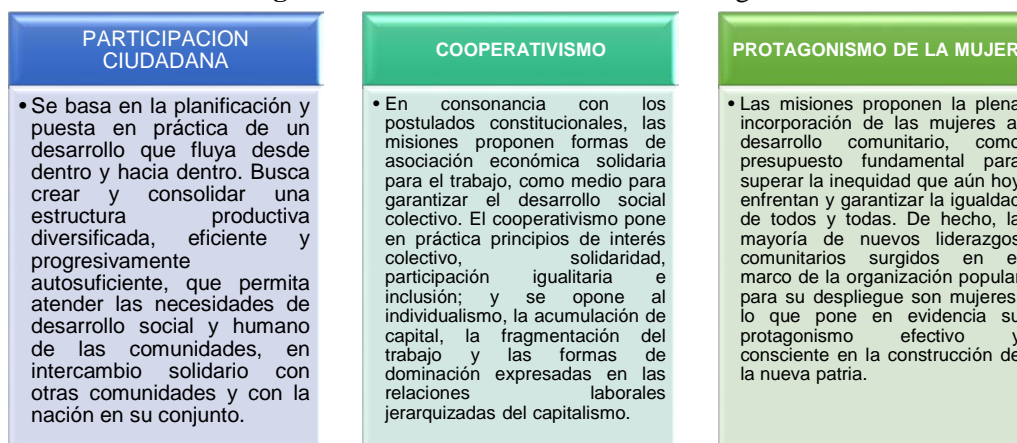 PARTICIPACION
CIUDADANA
• Se basa en la planificación y
puesta en práctica de un
desarrollo que fluya desde
dentro y hacia dentro. Busca
crear y consolidar una
estructura productiva
diversificada, eficiente y
progresivamente
autosuficiente, que permita
atender las necesidades de
desarrollo social y humano
de las comunidades, en
intercambio solidario con
otras comunidades y con la
nación en su conjunto.
COOPERATIVISMO
• En consonancia con los
postulados constitucionales, las
misiones proponen formas de
asociación económica solidaria
para el trabajo, como medio para
garantizar el desarrollo social
colectivo. El cooperativismo pone
en práctica principios de interés
colectivo, solidaridad,
participación igualitaria e
inclusión; y se opone al
individualismo, la acumulación de
capital, la fragmentación del
trabajo y las formas de
dominación expresadas en las
relaciones laborales
jerarquizadas del capitalismo.
PROTAGONISMO DE LA MUJER
• Las misiones proponen la plena
incorporación de las mujeres a
desarrollo comunitario, como
presupuesto fundamental para
superar la inequidad que aún hoy
enfrentan y garantizar la igualdad
de todos y todas. De hecho, la
mayoría de nuevos liderazgos
comunitarios surgidos en e
marco de la organización popular
para su despliegue son mujeres,
lo que pone en evidencia su
protagonismo efectivo y
consciente en la construcción de
la nueva patria.